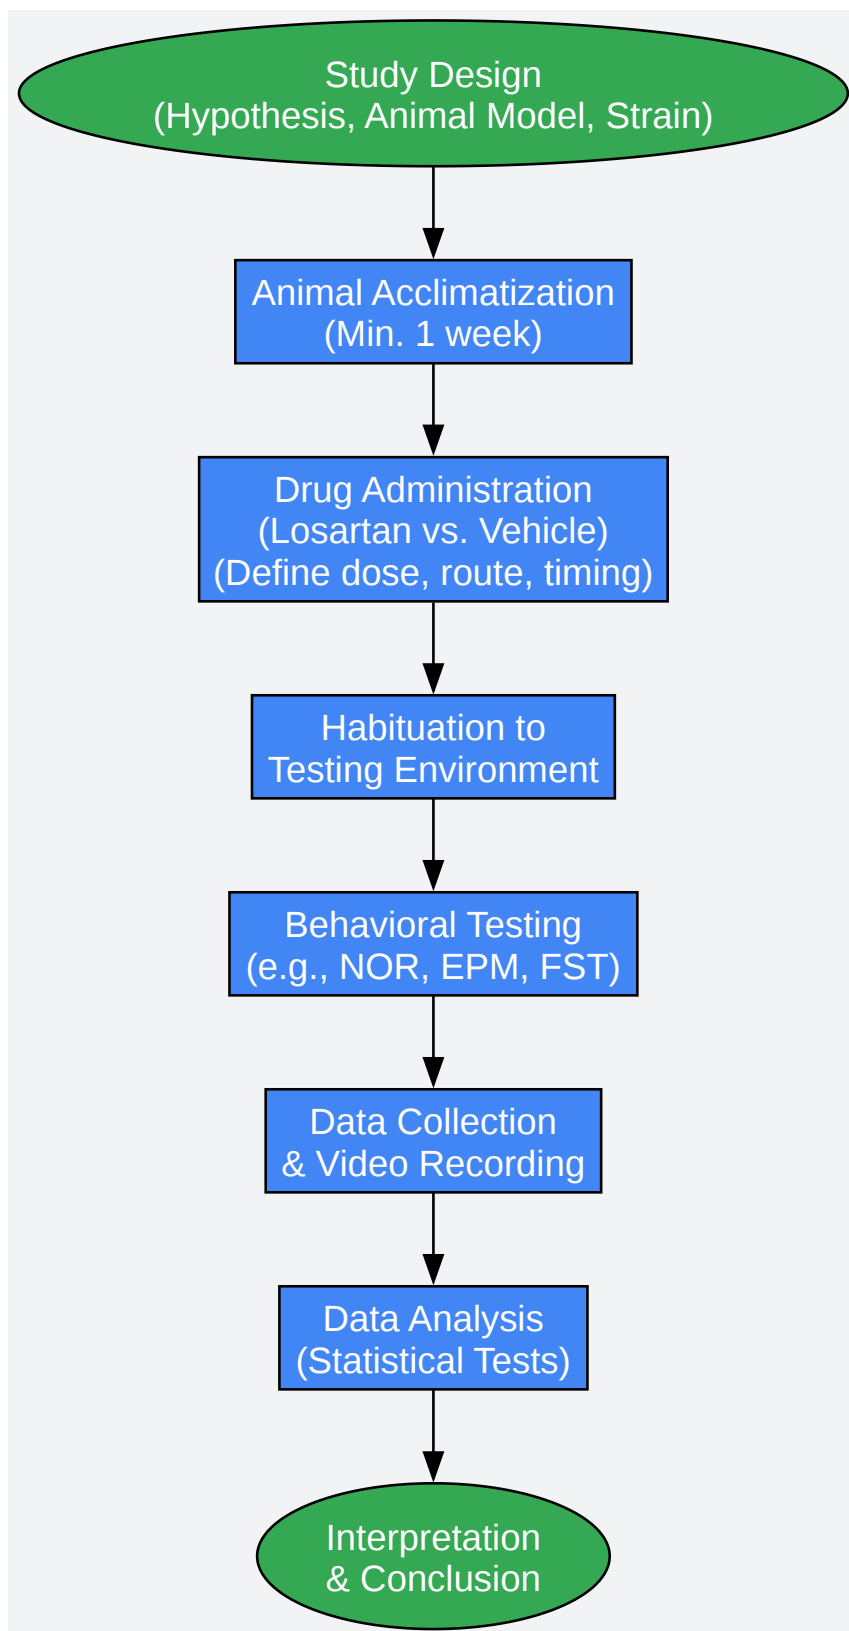 Study Design
(Hypothesis, Animal Model, Strain)
Animal Acclimatization
(Min. 1 week)
Drug Administration
(Losartan vs. Vehicle)
(Define dose, route, timing)
Habituation to
Testing Environment
Behavioral Testing
(e.g., NOR, EPM, FST)
Data Collection
& Video Recording
Data Analysis
(Statistical Tests)
Interpretation
& Conclusion